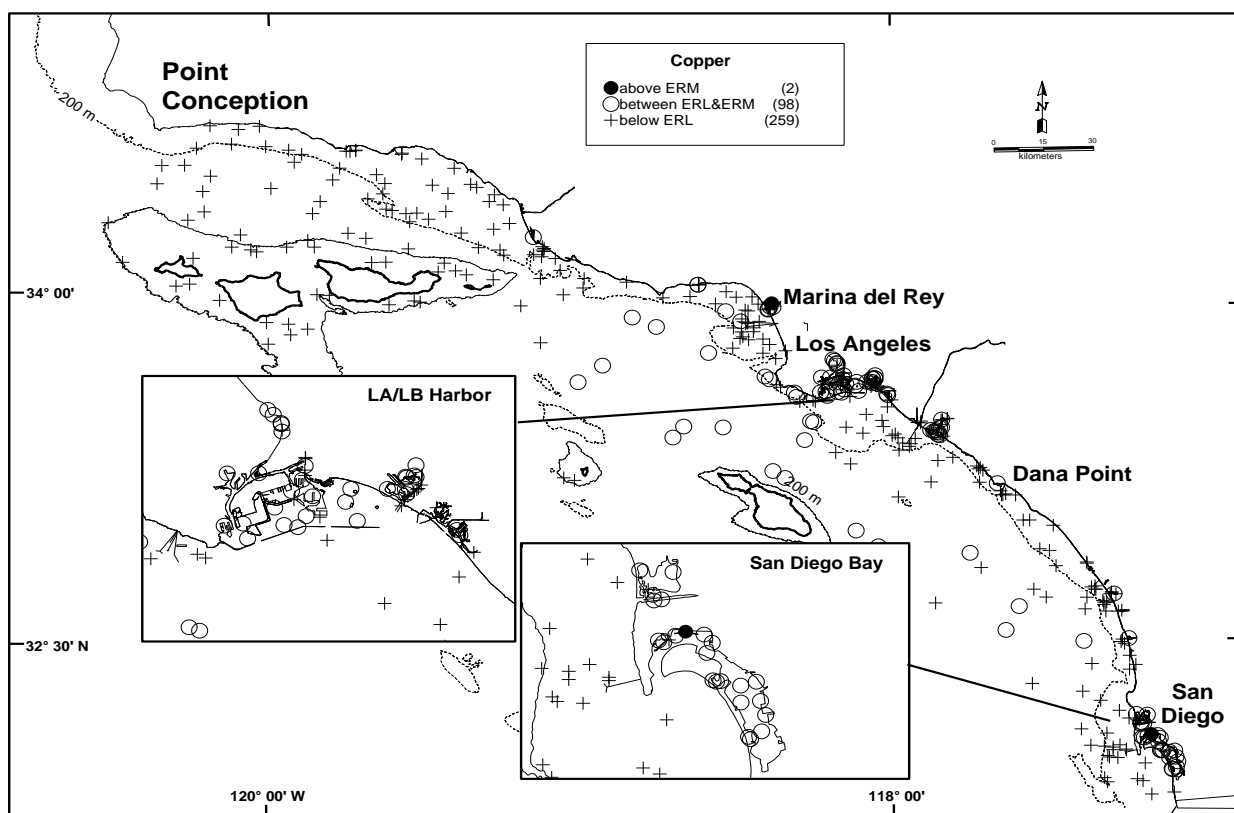 Point
Conception
200 m
Copper
above ERM (2)
between ERL&ERM (98)
below ERL (259)
N
0 15 30
kilometers
34 00'
Marina del Rey
Los Angeles
LA/LB Harbor
200 m
Dana Point
San Diego Bay
32 30' N
San
Diego
120 00' W
118 00'